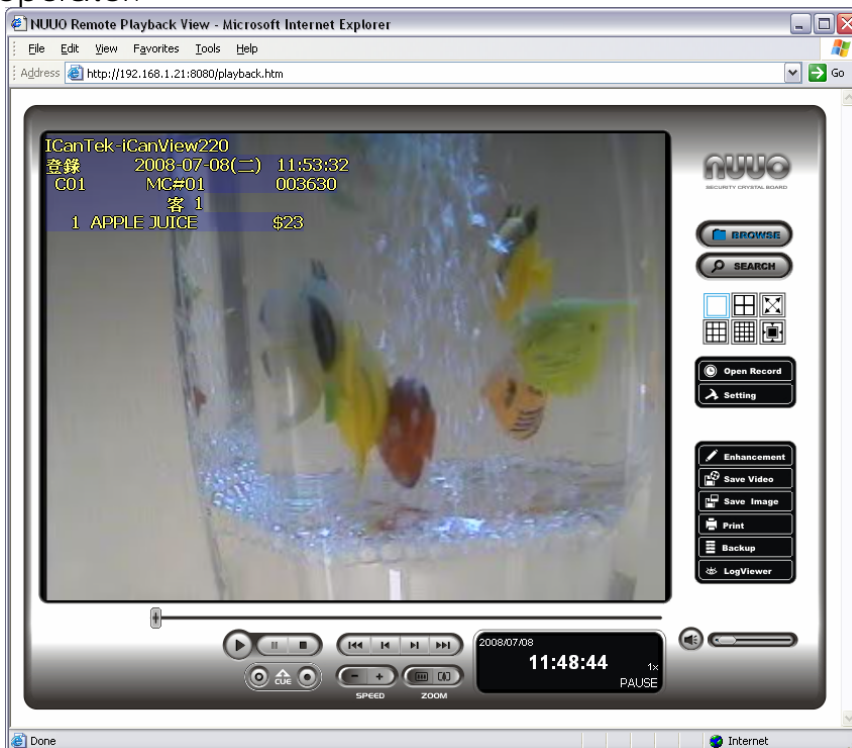 operator.
NUUO Remote Playback View - Microsoft Internet Explorer
File Edit View Favorites Tools Help
Address http://192.168.1.21:8080/playback.htm Go
ICanTek-iCanView220
登錄 2008-07-08(二) 11:53:32
C01 MC#01 003630
客 1
1 APPLE JUICE $23
NUUO
SECURITY CRYSTAL BOARD
BROWSE
SEARCH
Open Record
Setting
Enhancement
Save Video
Save Image
Print
Backup
LogViewer
2008/07/08
11:48:44
1x
PAUSE
CUE
SPEED
ZOOM
Done Internet